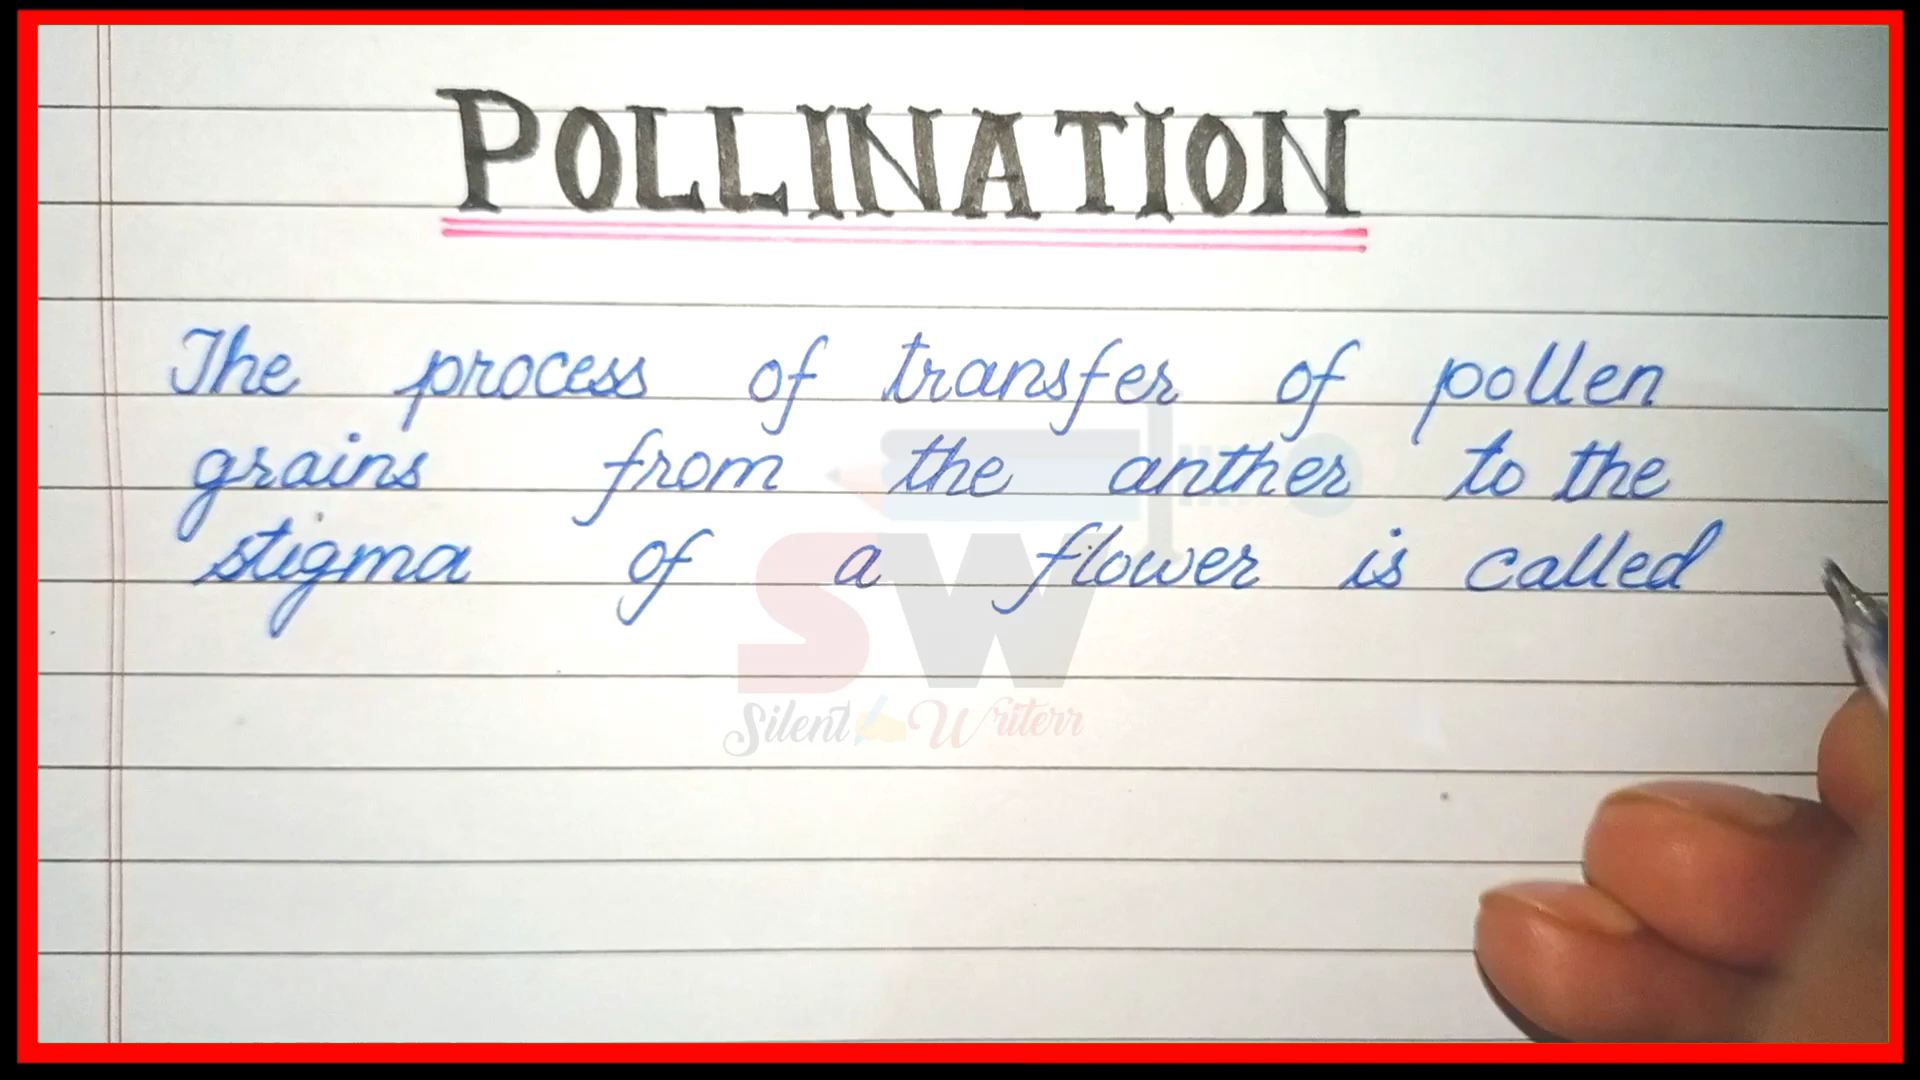 POLLINATION
The process of transfer of pollen
grains from the anther to the
stigma of a flower is called
SW
Silent Writerr